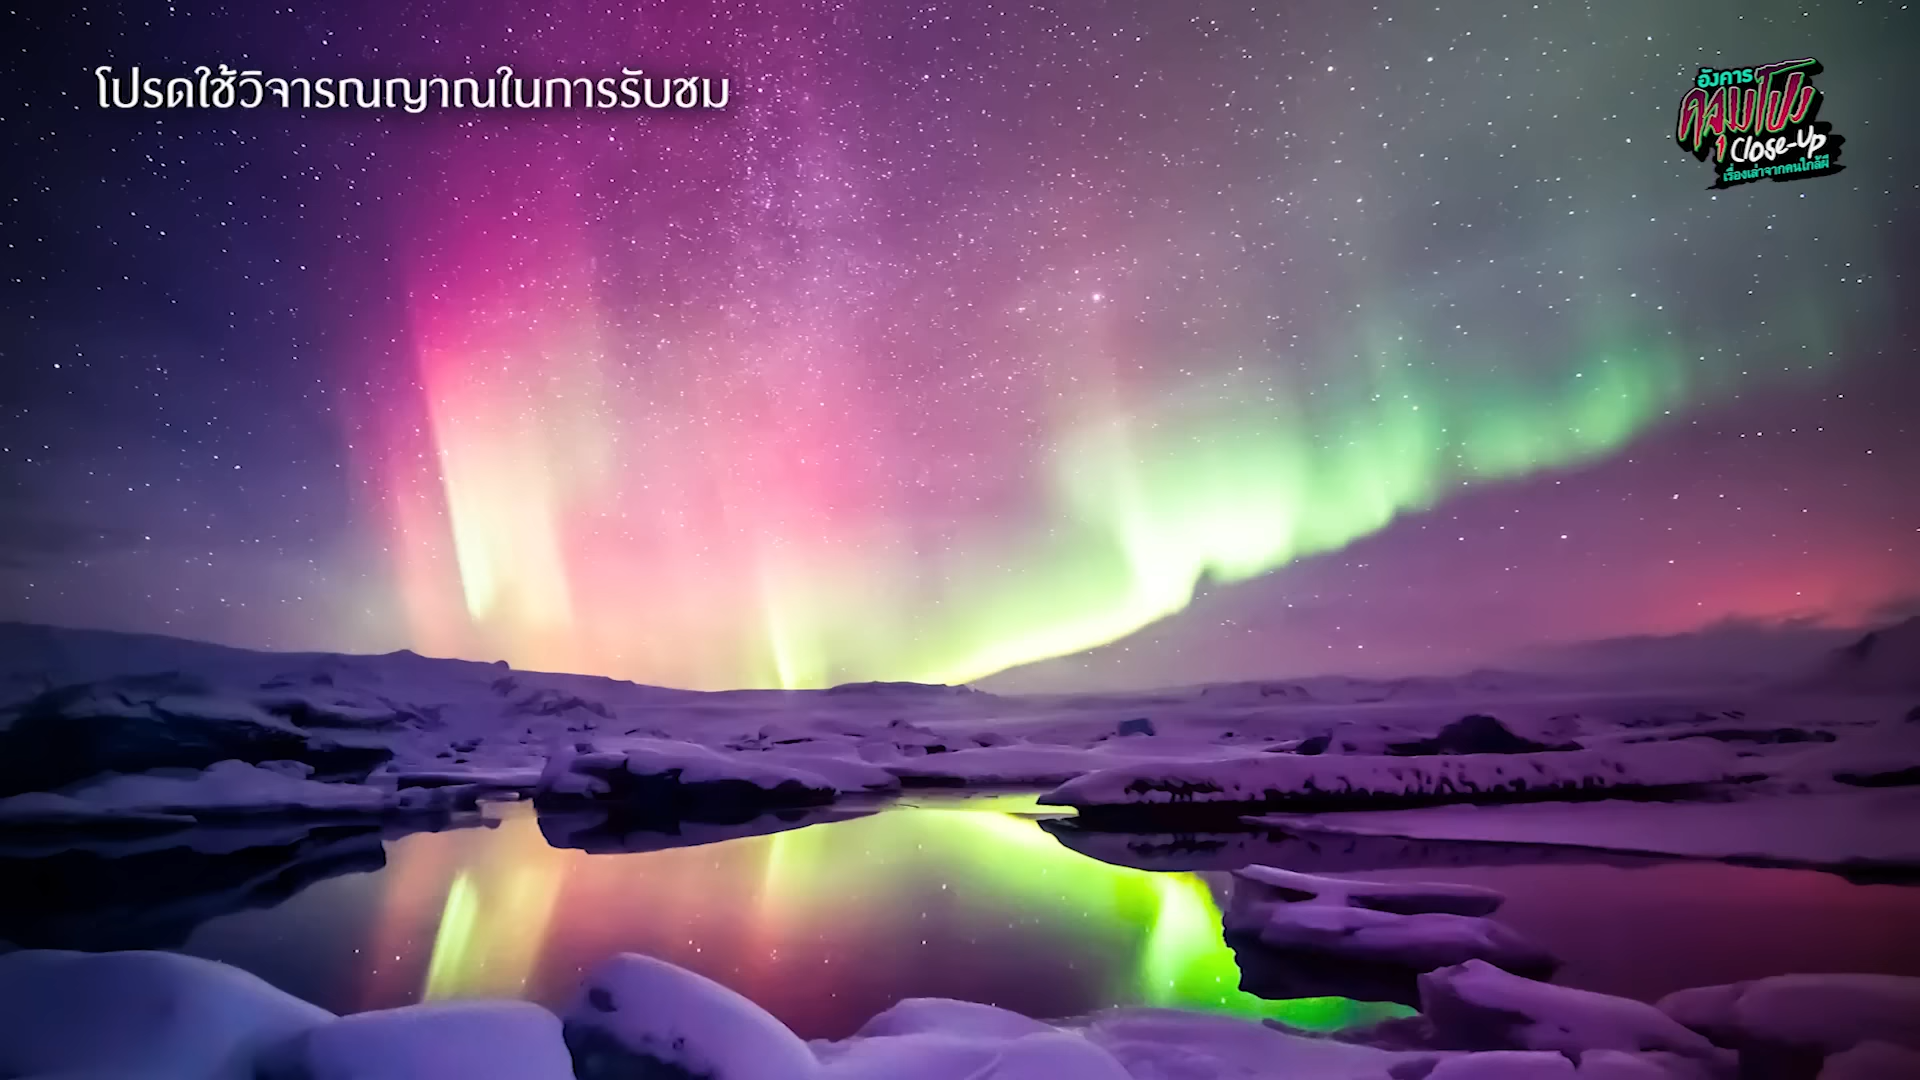 โปรดใช้วิจารณญาณในการรับชม
อังคาร
คลุมโปง
Close-Up
เรื่องเล่าจากคนใกล้ผี